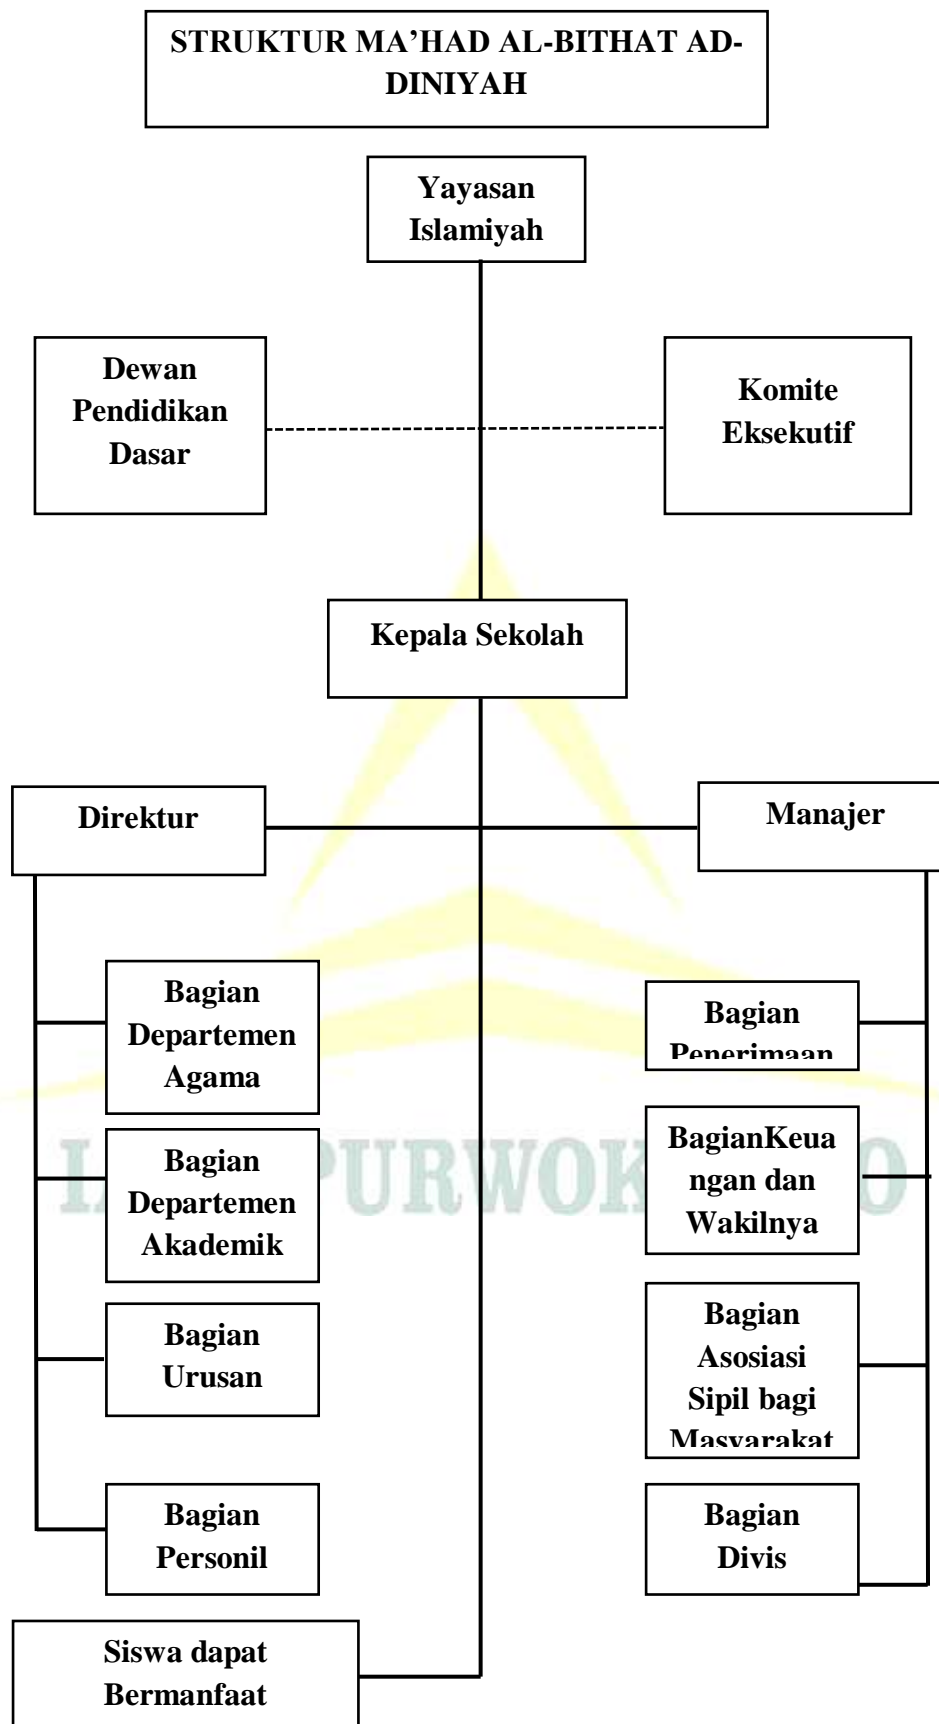 STRUKTUR MA’HAD AL-BITHAT AD-
DINIYAH
Yayasan
Islamiyah
Dewan
Pendidikan
Dasar
Komite
Eksekutif
Kepala Sekolah
Direktur
Manajer
Bagian
Departemen
Agama
Bagian
Departemen
Akademik
Bagian
Urusan
Bagian
Personil
Bagian
Penerimaan
BagianKeua
ngan dan
Wakilnya
Bagian
Asosiasi
Sipil bagi
Masyarakat
Bagian
Divis
Siswa dapat
Bermanfaat